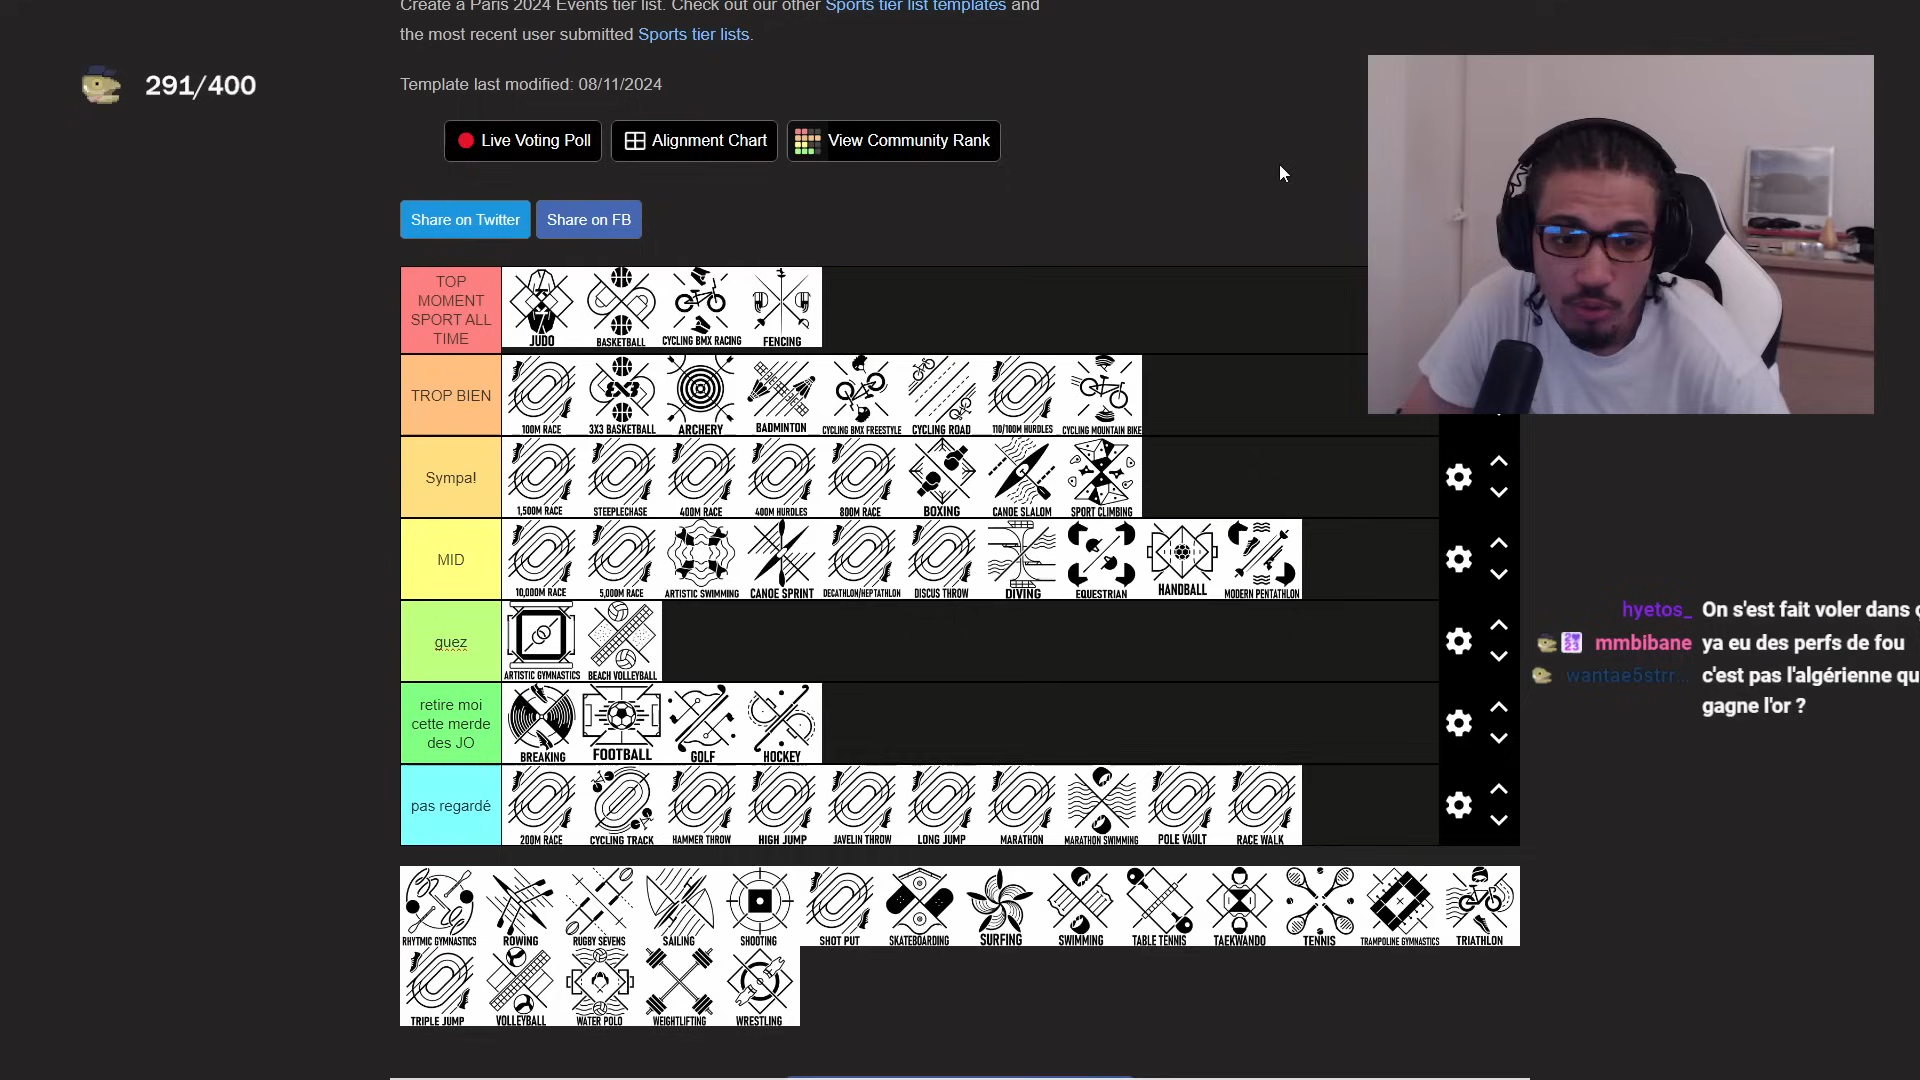 Create a Paris 2024 Events tier list. Check out our other Sports tier list templates and
the most recent user submitted Sports tier lists.
291/400
Template last modified: 08/11/2024
Live Voting Poll
Alignment Chart
View Community Rank
Share on Twitter
Share on FB
TOP
MOMENT
SPORT ALL
TIME
JUDO
BASKETBALL
CYCLING BMX RACING
FENCING
TROP BIEN
100M RACE
3X3
3X3 BASKETBALL
ARCHERY
BADMINTON
CYCLING BMX FREESTYLE
CYCLING ROAD
110/100M HURDLES
CYCLING MOUNTAIN BIKE
Sympa!
1,500M RACE
STEEPLECHASE
400M RACE
400M HURDLES
800M RACE
BOXING
CANOE SLALOM
SPORT CLIMBING
MID
10,000M RACE
5,000M RACE
ARTISTIC SWIMMING
CANOE SPRINT
DECATHLON/HEPTATHLON
DISCUS THROW
DIVING
EQUESTRIAN
HANDBALL
MODERN PENTATHLON
guez
ARTISTIC GYMNASTICS
BEACH VOLLEYBALL
retire moi
cette merde
des JO
BREAKING
FOOTBALL
GOLF
HOCKEY
pas regardé
200M RACE
CYCLING TRACK
HAMMER THROW
HIGH JUMP
JAVELIN THROW
LONG JUMP
MARATHON
MARATHON SWIMMING
POLE VAULT
RACE WALK
RHYTMIC GYMNASTICS
ROWING
RUGBY SEVENS
SAILING
SHOOTING
SHOT PUT
SKATEBOARDING
SURFING
SWIMMING
TABLE TENNIS
TAEKWANDO
TENNIS
TRAMPOLINE GYMNASTICS
TRIATHLON
TRIPLE JUMP
VOLLEYBALL
WATER POLO
WEIGHTLIFTING
WRESTLING
hyetos_ On s'est fait voler dans
mmbibane ya eu des perfs de fou
wantae5strr... c'est pas l'algérienne qu
gagne l'or ?